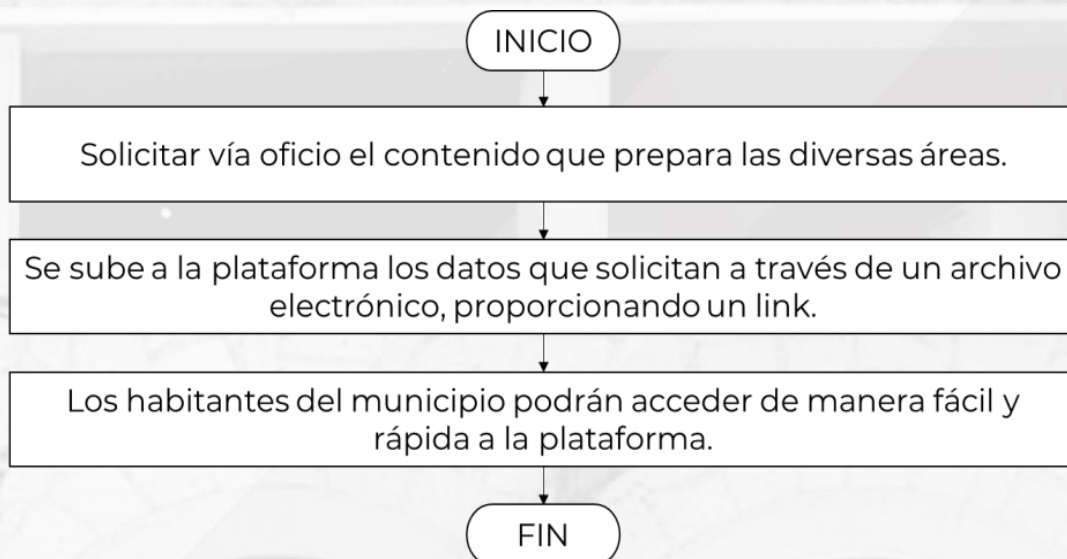 INICIO
Solicitar vía oficio el contenido que prepara las diversas áreas.
Se sube a la plataforma los datos que solicitan a través de un archivo
electrónico, proporcionando un link.
Los habitantes del municipio podrán acceder de manera fácil y
rápida a la plataforma.
FIN